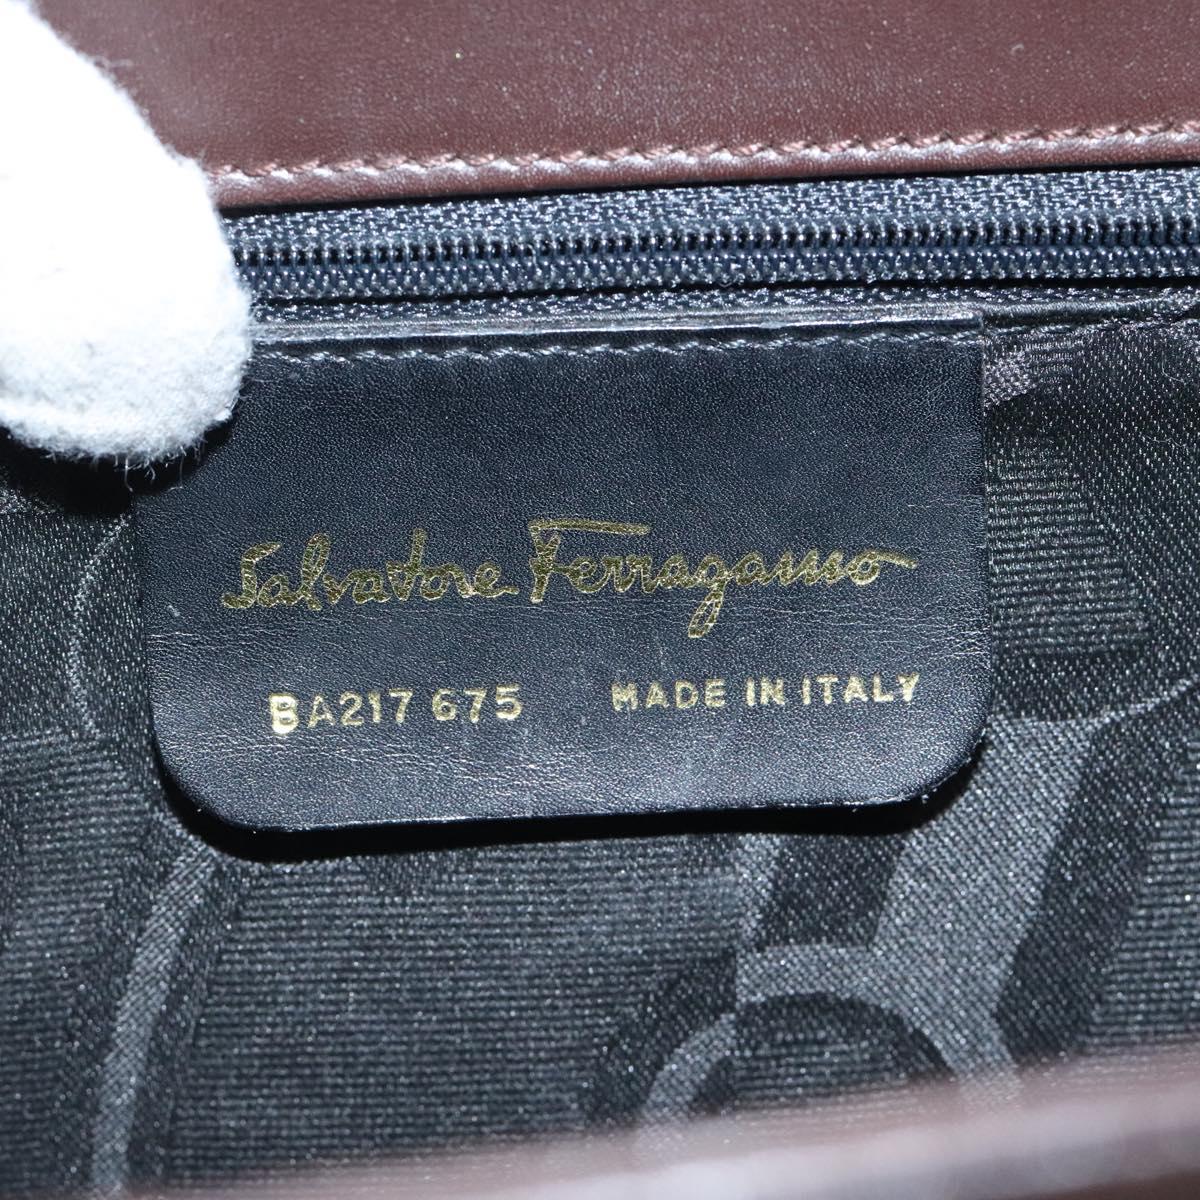 Salvatore Ferragamo
BA217 675 MADE IN ITALY